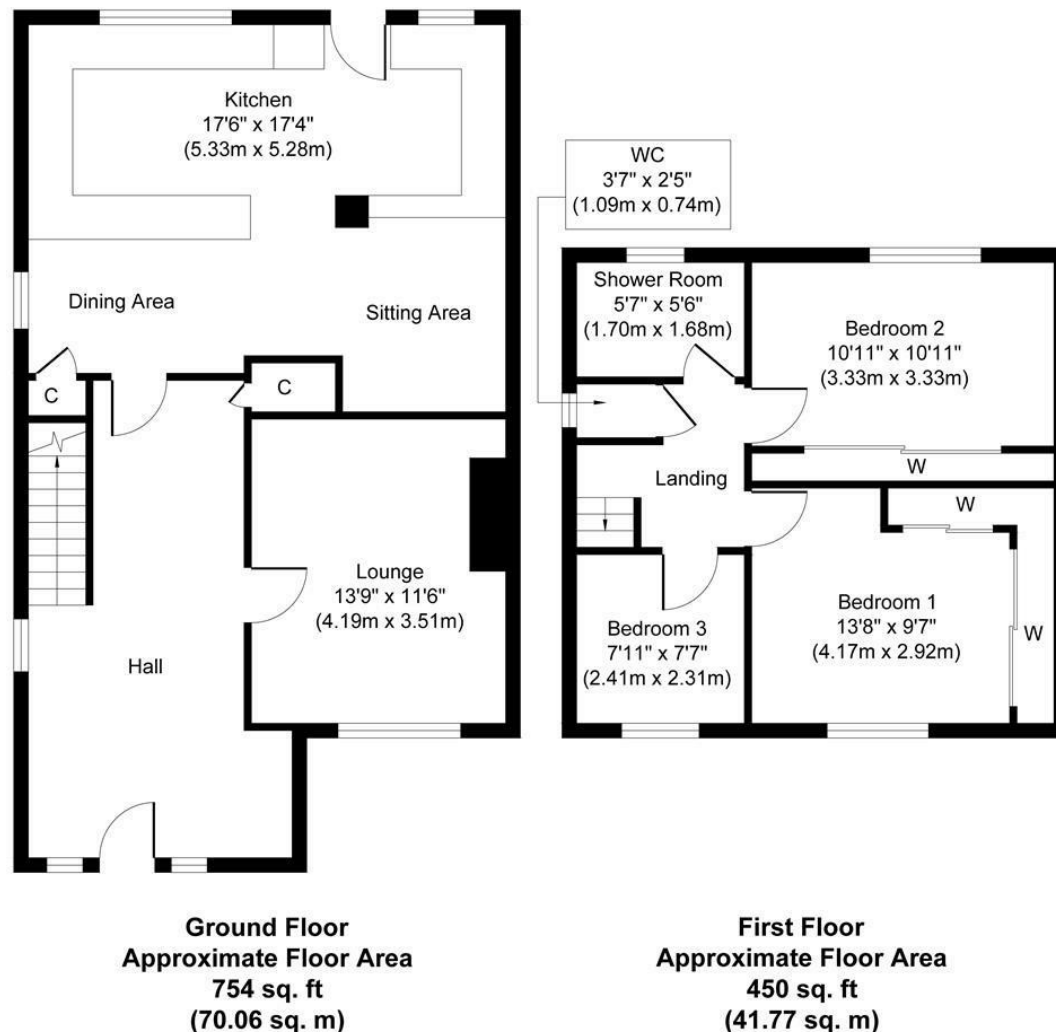 Kitchen
17'6" x 17'4"
(5.33m x 5.28m)
Dining Area
Sitting Area
C
C
Lounge
13'9" x 11'6"
(4.19m x 3.51m)
Hall
Ground Floor
Approximate Floor Area
754 sq. ft
(70.06 sq. m)
WC
3'7" x 2'5"
(1.09m x 0.74m)
Shower Room
5'7" x 5'6"
(1.70m x 1.68m)
Bedroom 2
10'11" x 10'11"
(3.33m x 3.33m)
W
Landing
W
Bedroom 1
13'8" x 9'7"
(4.17m x 2.92m)
W
Bedroom 3
7'11" x 7'7"
(2.41m x 2.31m)
First Floor
Approximate Floor Area
450 sq. ft
(41.77 sq. m)